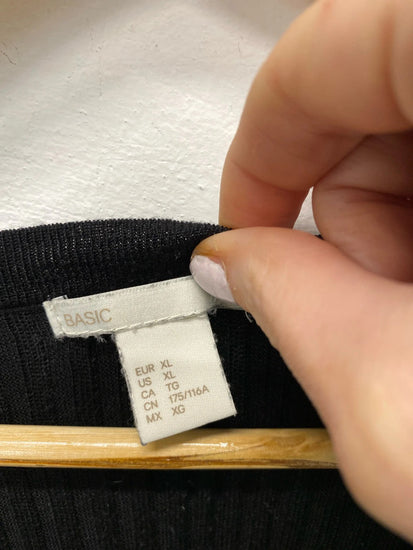 BASIC
EUR XL
US XL
CA TG
CN 175/116A
MX XG